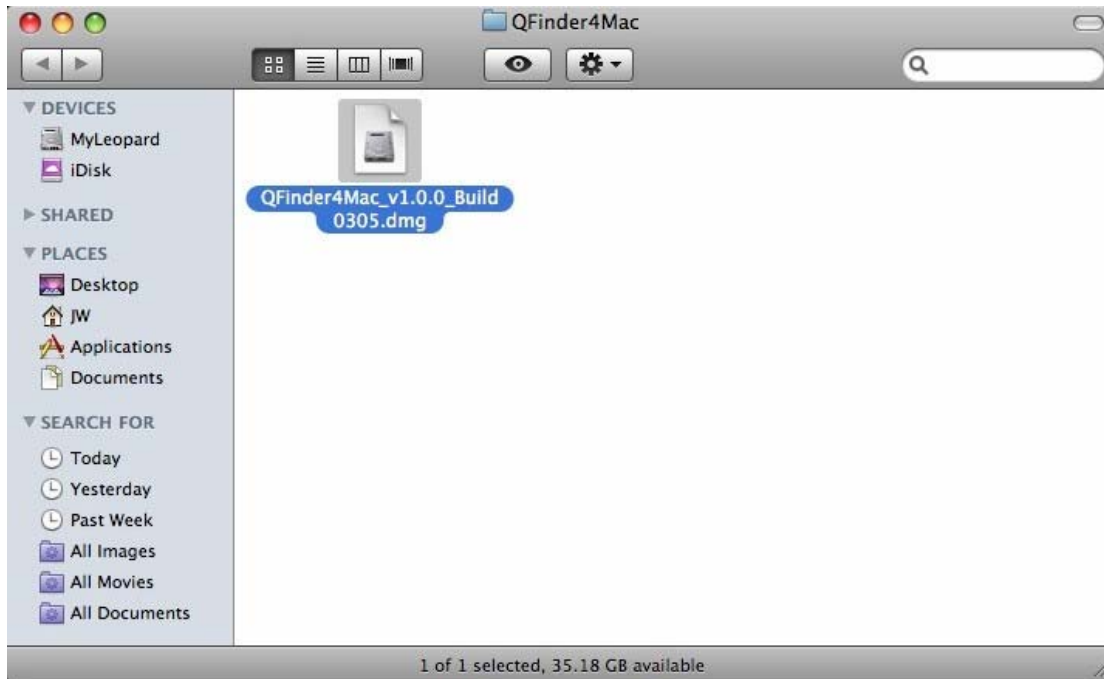 QFinder4Mac
DEVICES
MyLeopard
iDisk
SHARED
PLACES
Desktop
JW
Applications
Documents
SEARCH FOR
Today
Yesterday
Past Week
All Images
All Movies
All Documents
QFinder4Mac_v1.0.0_Build
0305.dmg
1 of 1 selected, 35.18 GB available